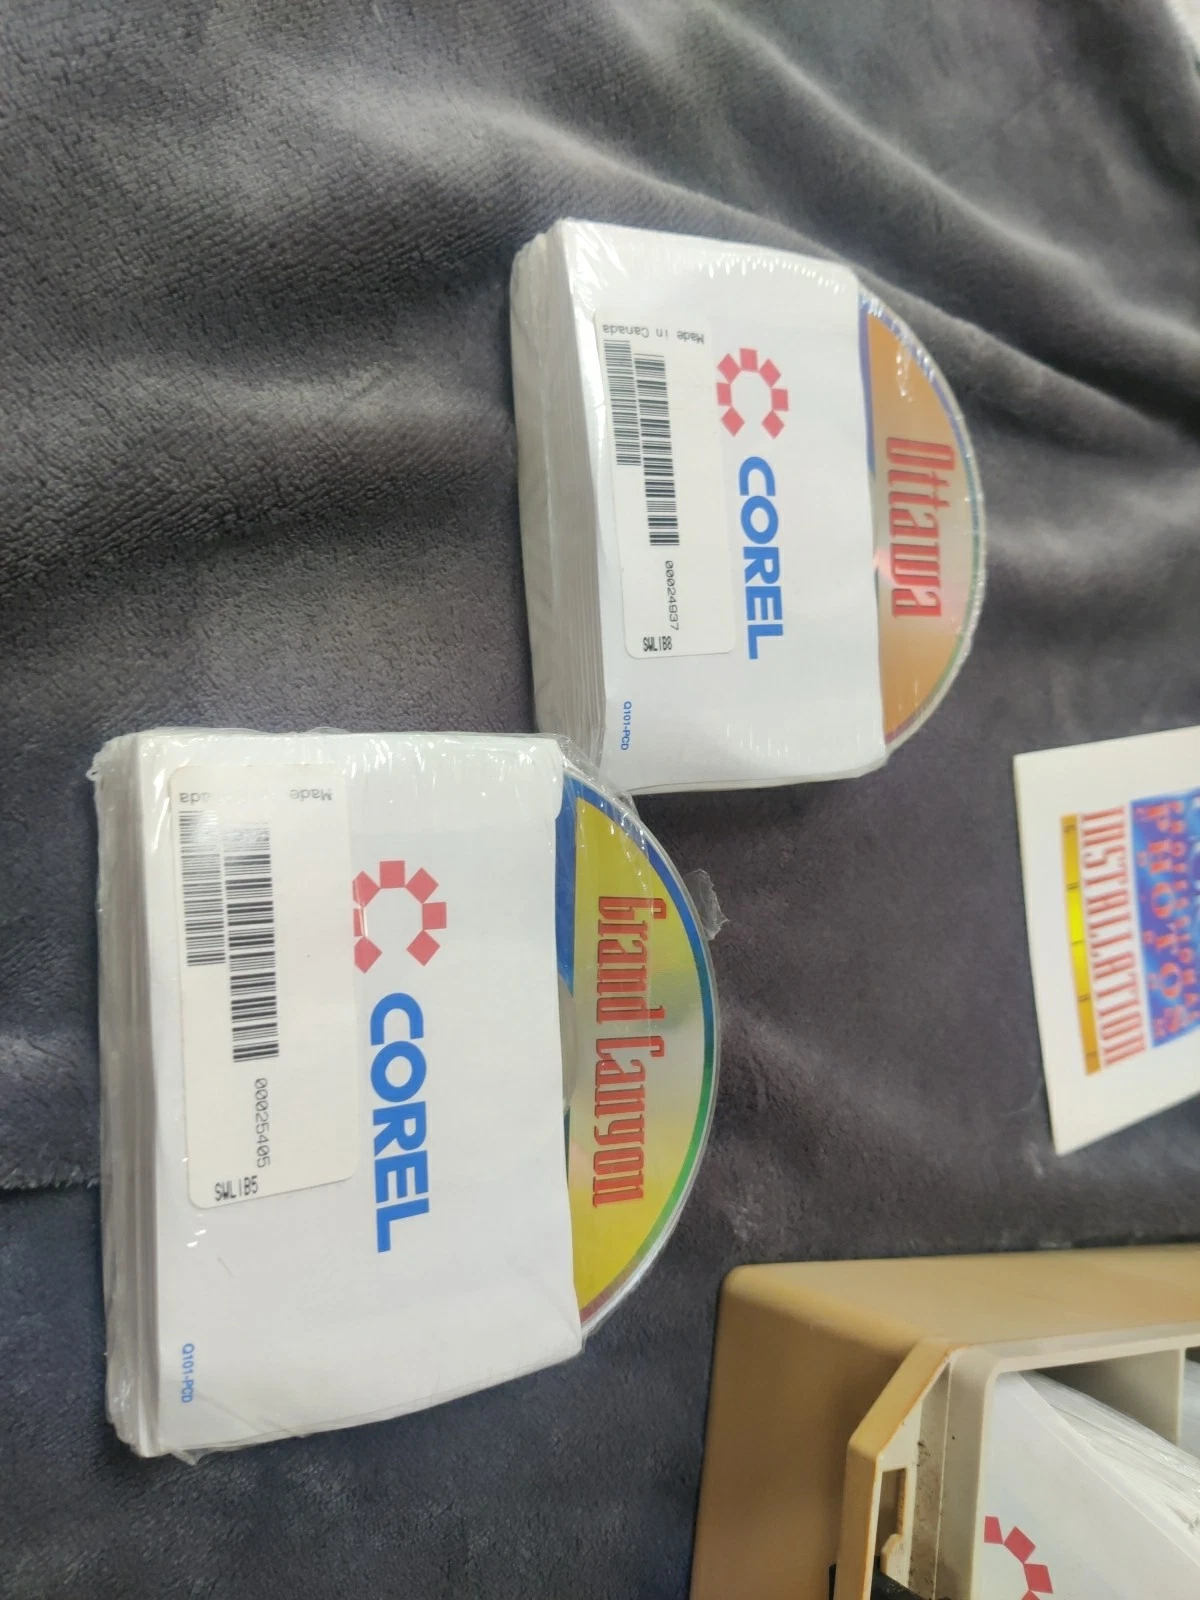 Ottawa
COREL
Made in Canada
00024937
SWLIB8
Q101-PCD
Grand Canyon
COREL
Made
00025405
SWLIB5
Q101-PCD
PHOTOS
INSTALLATION